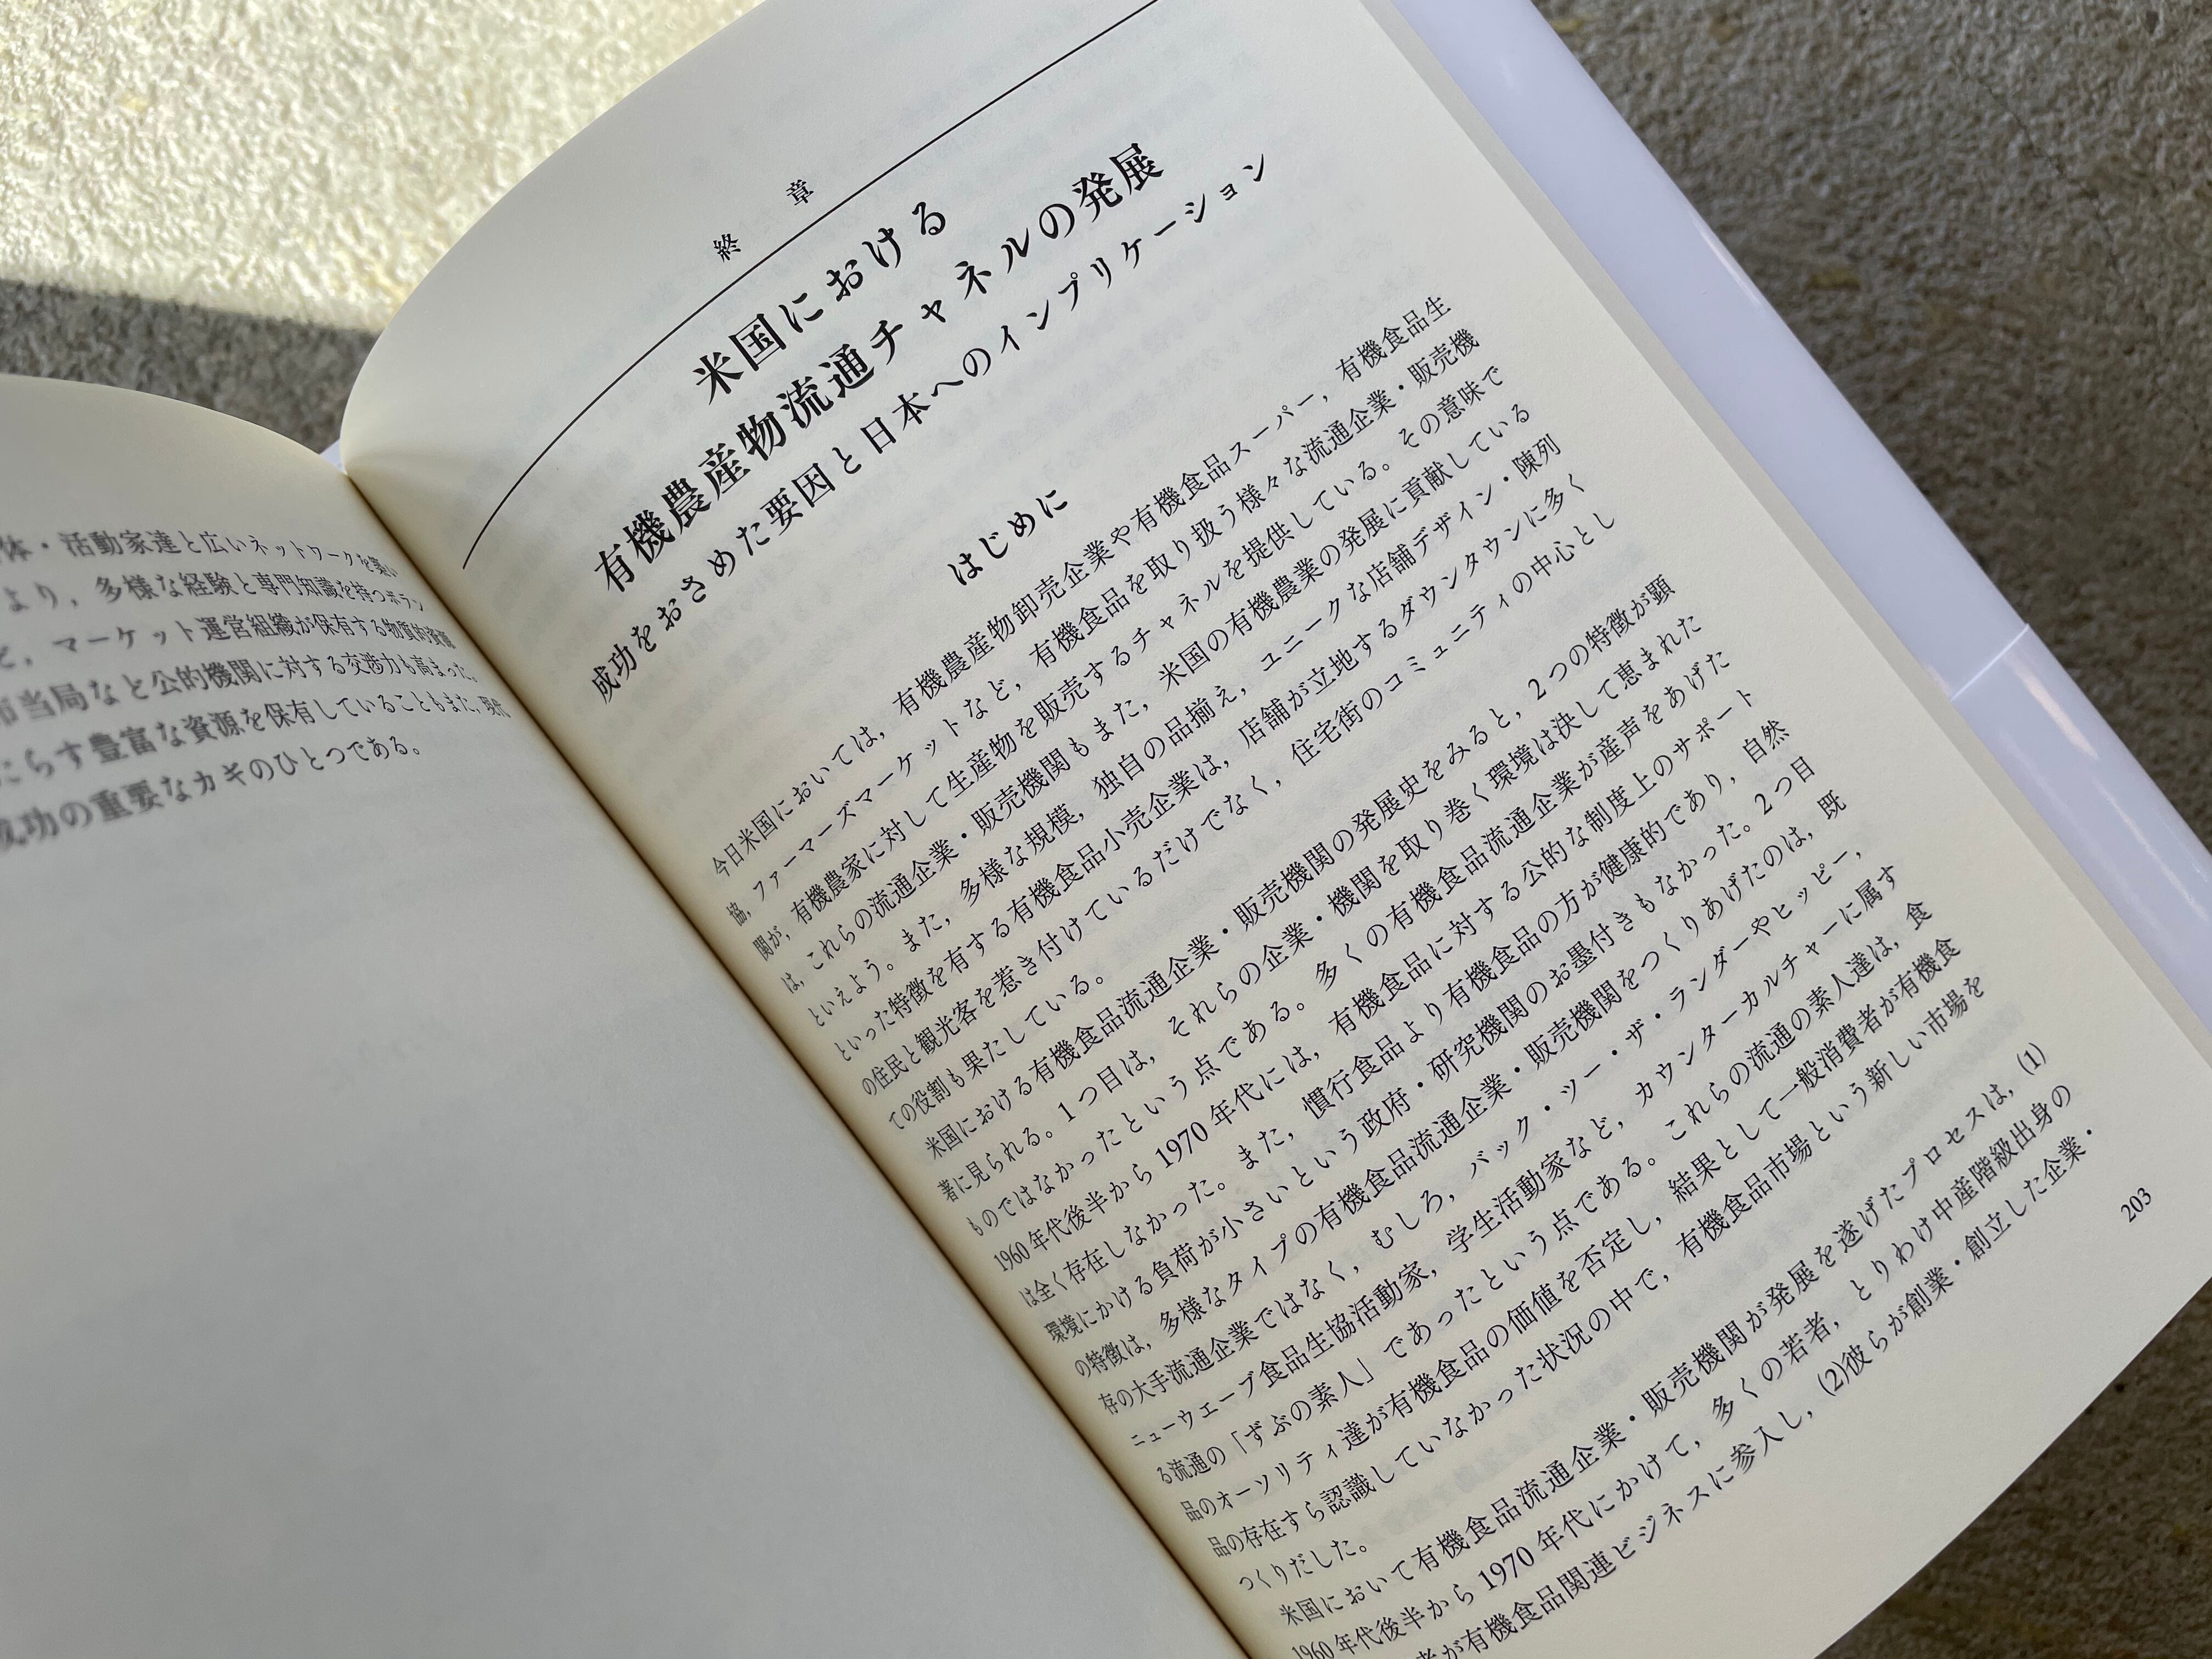 体・活動家達と広いネットワークを築い
より，多様な経験と専門知識を持つボラン
マーケット運営組織が保有する物質的資源
市当局など公的機関に対する交渉力も高まった。
たらす豊富な資源を保有していることもまた，現代
成功の重要なカギのひとつである。
終章
米国における
有機農産物流通チャネルの発展
成功をおさめた要因と日本へのインプリケーション
はじめに
今日米国においては，有機農産物卸売企業や有機食品スーパー，有機食品生
協，ファーマーズマーケットなど，有機食品を取り扱う様々な流通企業・販売機
関が，有機農家に対して生産物を販売するチャネルを提供している。その意味で
は，これらの流通企業・販売機関もまた，米国の有機農業の発展に貢献している
といえよう。また，多様な規模，独自の品揃え，ユニークな店舗デザイン・陳列
といった特徴を有する有機食品小売企業は，店舗が立地するダウンタウンに多く
の住民と観光客を惹き付けているだけでなく，住宅街のコミュニティの中心とし
ての役割も果たしている。
米国における有機食品流通企業・販売機関の発展史をみると，2つの特徴が顕
著に見られる。1つ目は，それらの企業・機関を取り巻く環境は決して恵まれた
ものではなかったという点である。多くの有機食品流通企業が産声をあげた
1960年代後半から1970年代には，有機食品に対する公的な制度上のサポート
は全く存在しなかった。また，慣行食品より有機食品の方が健康的であり，自然
環境にかける負荷が小さいという政府・研究機関のお墨付きもなかった。2つ目
の特徴は，多様なタイプの有機食品流通企業・販売機関をつくりあげたのは，既
存の大手流通企業ではなく，むしろ，バック・ツー・ザ・ランダーやヒッピー，
ニューウェーブ食品生協活動家，学生活動家など，カウンターカルチャーに属す
る流通の「ずぶの素人」であったという点である。これらの流通の素人達は，食
品のオーソリティ達が有機食品の価値を否定し，結果として一般消費者が有機食
品の存在すら認識していなかった状況の中で，有機食品市場という新しい市場を
つくりだした。
米国において有機食品流通企業・販売機関が発展を遂げたプロセスは，(1)
1960年代後半から1970年代にかけて，多くの若者，とりわけ中産階級出身の
者が有機食品関連ビジネスに参入し，(2)彼らが創業・創立した企業・
203